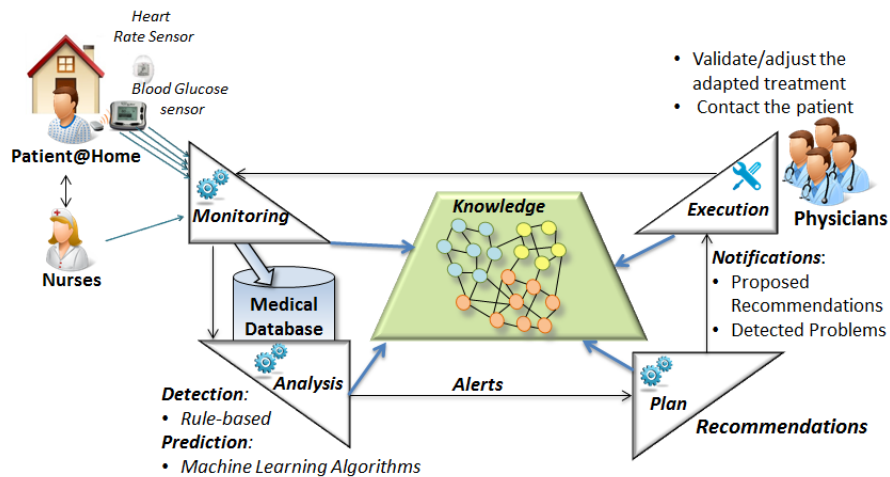 Heart
Rate Sensor
Blood Glucose
sensor
Patient@Home
Nurses
Monitoring
Medical
Database
Analysis
Detection:
• Rule-based
Prediction:
• Machine Learning Algorithms
Knowledge
Alerts
• Validate/adjust the
adapted treatment
• Contact the patient
Execution
Physicians
Notifications:
• Proposed
Recommendations
• Detected Problems
Plan
Recommendations